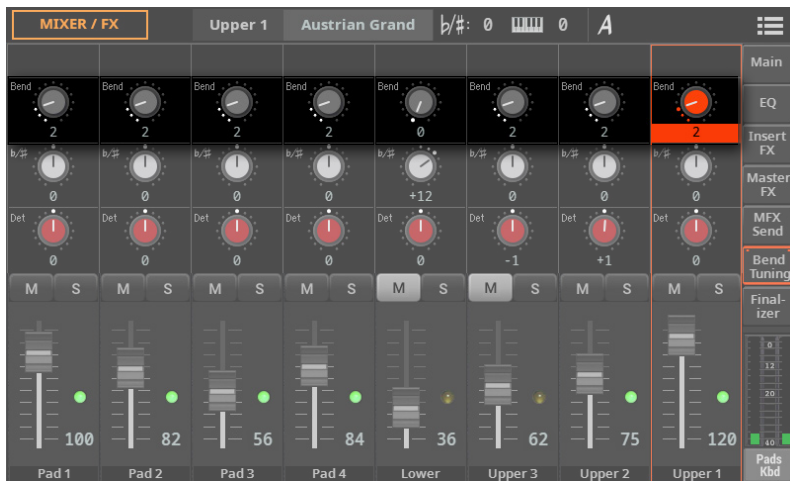 MIXER / FX
Upper 1 Austrian Grand ♭/♯: 0 0 A
Main
Bend Bend Bend Bend Bend Bend Bend Bend
2 2 2 2 0 2 2 2
EQ
Insert
FX
♭/♯ ♭/♯ ♭/♯ ♭/♯ ♭/♯ ♭/♯ ♭/♯ ♭/♯
0 0 0 0 +12 0 0 0
Master
FX
Det Det Det Det Det Det Det Det
0 0 0 0 0 -1 +1 0
MFX
Send
Bend
Tuning
M S M S M S M S M S M S M S M S
Final-
izer
0
12
20
40
100 82 56 84 36 62 75 120
Pad 1 Pad 2 Pad 3 Pad 4 Lower Upper 3 Upper 2 Upper 1
Pads
Kbd